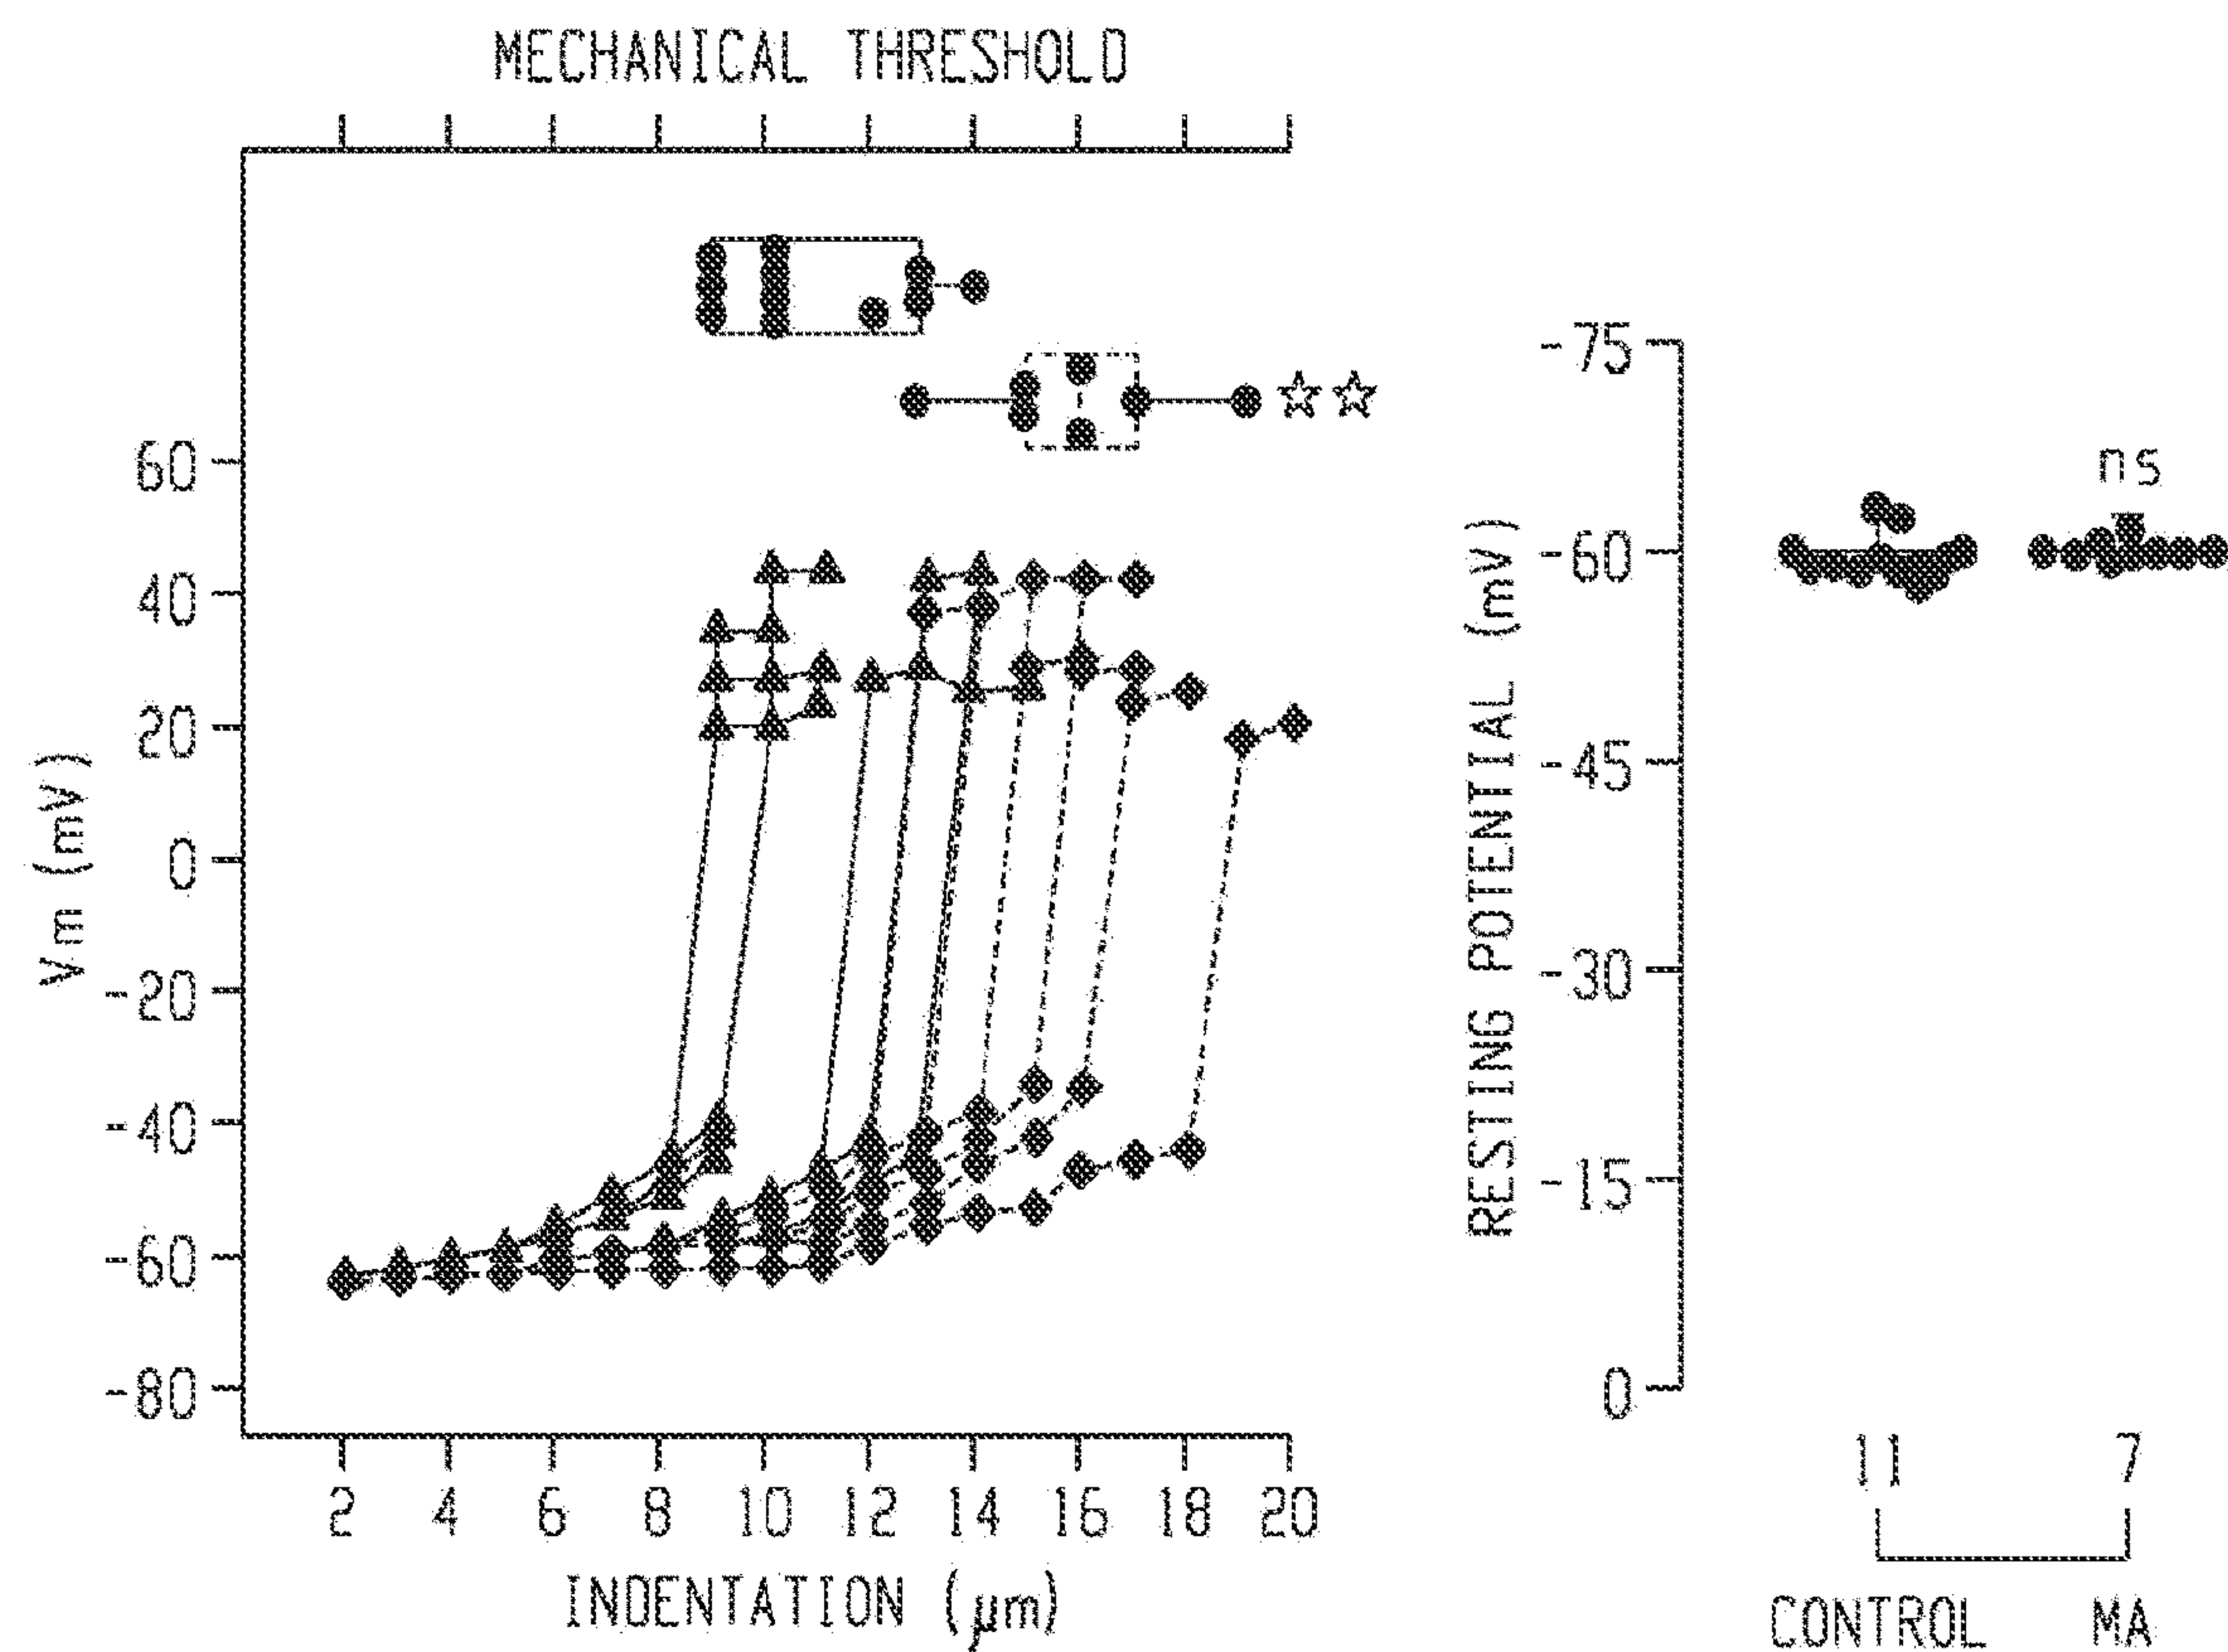 MECHANICAL THRESHOLD
☆☆
60
40
20
0
-20
-40
-60
-80
Vm (mV)
2 4 6 8 10 12 14 16 18 20
INDENTATION (μm)
RESTING POTENTIAL (mV)
-75
-60
-45
-30
-15
0
ns
11 7
CONTROL MA